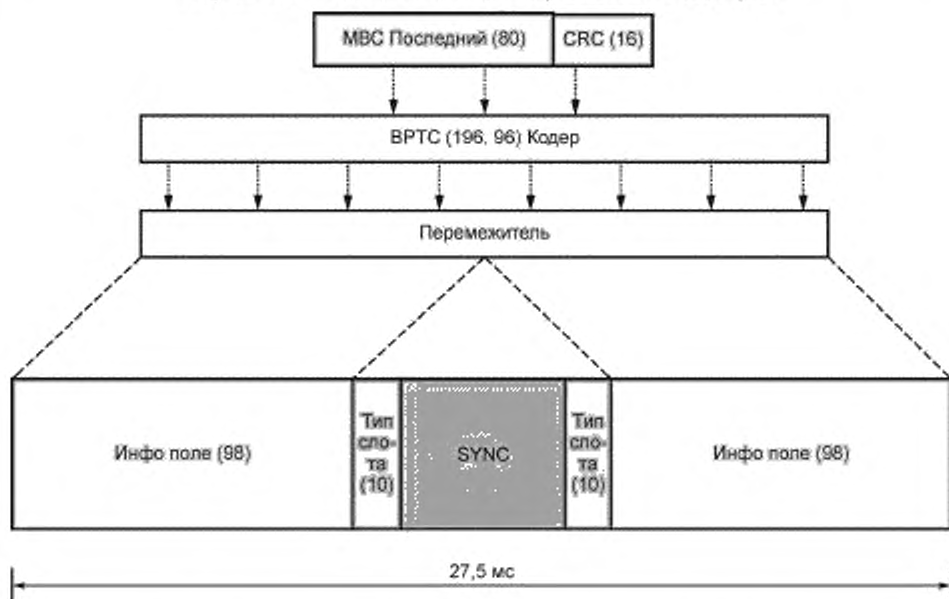 МВС Последний (80)
CRC (16)
ВРТС (196, 96) Кодер
Перемежитель
Инфо поле (98)
Тип
сло-
та
(10)
SYNC
Тип
сло-
та
(10)
Инфо поле (98)
27,5 мс